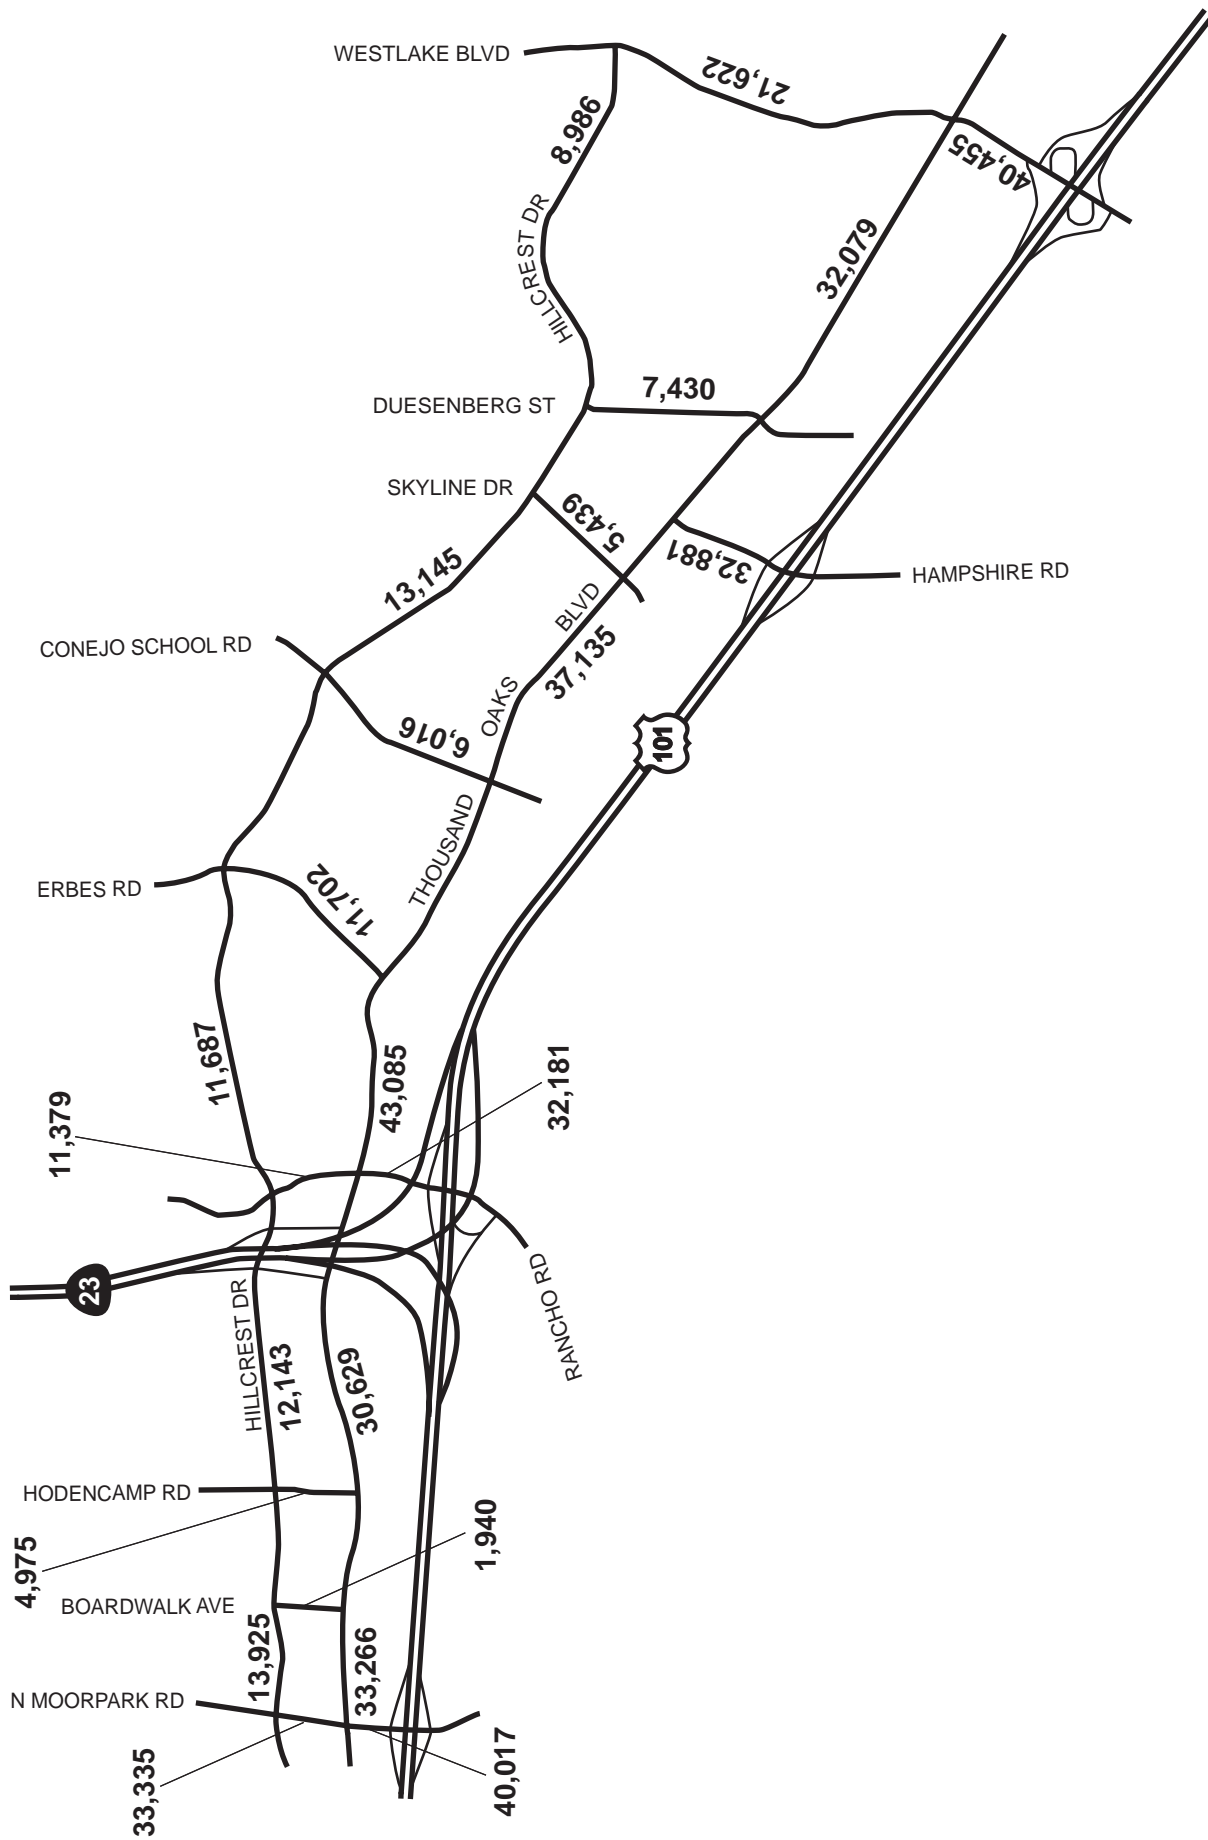 WESTLAKE BLVD
21,622
8,986
40,455
HILLCREST DR
32,079
7,430
DUESENBERG ST
SKYLINE DR
5,439
32,881
HAMPSHIRE RD
13,145
BLVD
CONEJO SCHOOL RD
37,135
OAKS
6,016
101
THOUSAND
ERBES RD
11,702
11,687
43,085
32,181
11,379
23
RANCHO RD
HILLCREST DR
12,143
30,629
HODENCAMP RD
4,975
1,940
BOARDWALK AVE
13,925
33,266
N MOORPARK RD
33,335
40,017